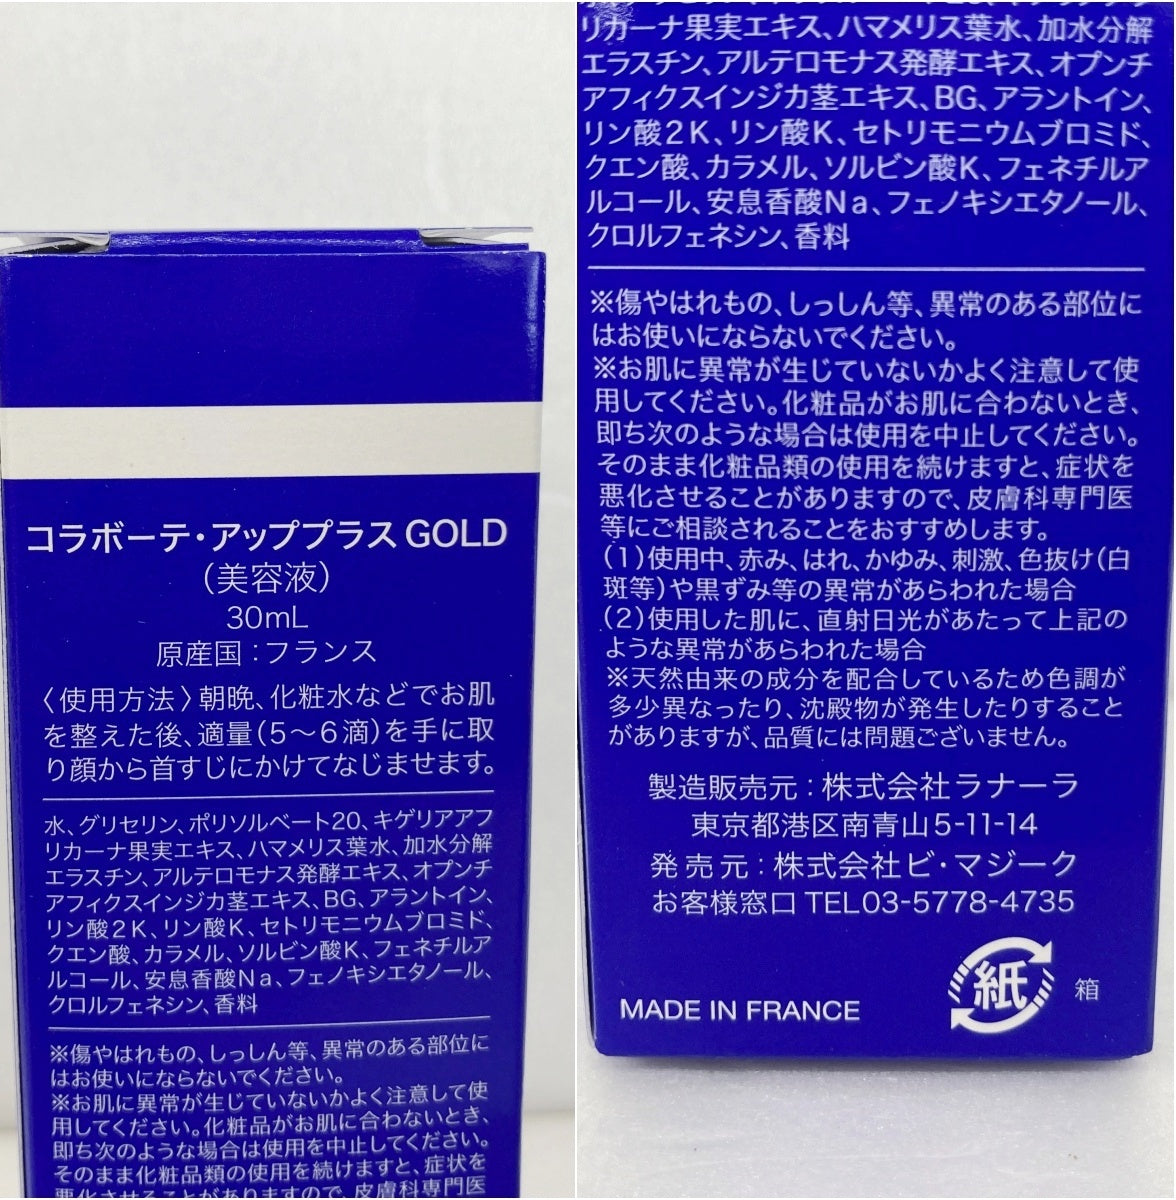 コラボーテ・アッププラスGOLD
（美容液）
30mL
原産国：フランス
〈使用方法〉朝晩、化粧水などでお肌
を整えた後、適量（5～6滴）を手に取
り顔から首すじにかけてなじませます。
水、グリセリン、ポリソルベート20、キゲリアアフ
リカーナ果実エキス、ハマメリス葉水、加水分解
エラスチン、アルテロモナス発酵エキス、オプンチ
アフィクスインジカ茎エキス、BG、アラントイン、
リン酸2K、リン酸K、セトリモニウムブロミド、
クエン酸、カラメル、ソルビン酸K、フェネチルア
ルコール、安息香酸Na、フェノキシエタノール、
クロルフェネシン、香料
※傷やはれもの、しっしん等、異常のある部位に
はお使いにならないでください。
※お肌に異常が生じていないかよく注意して使
用してください。化粧品がお肌に合わないとき、
即ち次のような場合は使用を中止してください。
そのまま化粧品類の使用を続けますと、症状を
悪化させることがありますので、皮膚科専門医
リカーナ果実エキス、ハマメリス葉水、加水分解
エラスチン、アルテロモナス発酵エキス、オプンチ
アフィクスインジカ茎エキス、BG、アラントイン、
リン酸2K、リン酸K、セトリモニウムブロミド、
クエン酸、カラメル、ソルビン酸K、フェネチルア
ルコール、安息香酸Na、フェノキシエタノール、
クロルフェネシン、香料
※傷やはれもの、しっしん等、異常のある部位に
はお使いにならないでください。
※お肌に異常が生じていないかよく注意して使
用してください。化粧品がお肌に合わないとき、
即ち次のような場合は使用を中止してください。
そのまま化粧品類の使用を続けますと、症状を
悪化させることがありますので、皮膚科専門医
等にご相談されることをおすすめします。
（1）使用中、赤み、はれ、かゆみ、刺激、色抜け（白
斑等）や黒ずみ等の異常があらわれた場合
（2）使用した肌に、直射日光があたって上記の
ような異常があらわれた場合
※天然由来の成分を配合しているため色調が
多少異なったり、沈殿物が発生したりすること
がありますが、品質には問題ございません。
製造販売元：株式会社ラナーラ
東京都港区南青山5-11-14
発売元：株式会社ビ・マジーク
お客様窓口 TEL03-5778-4735
MADE IN FRANCE
紙
箱